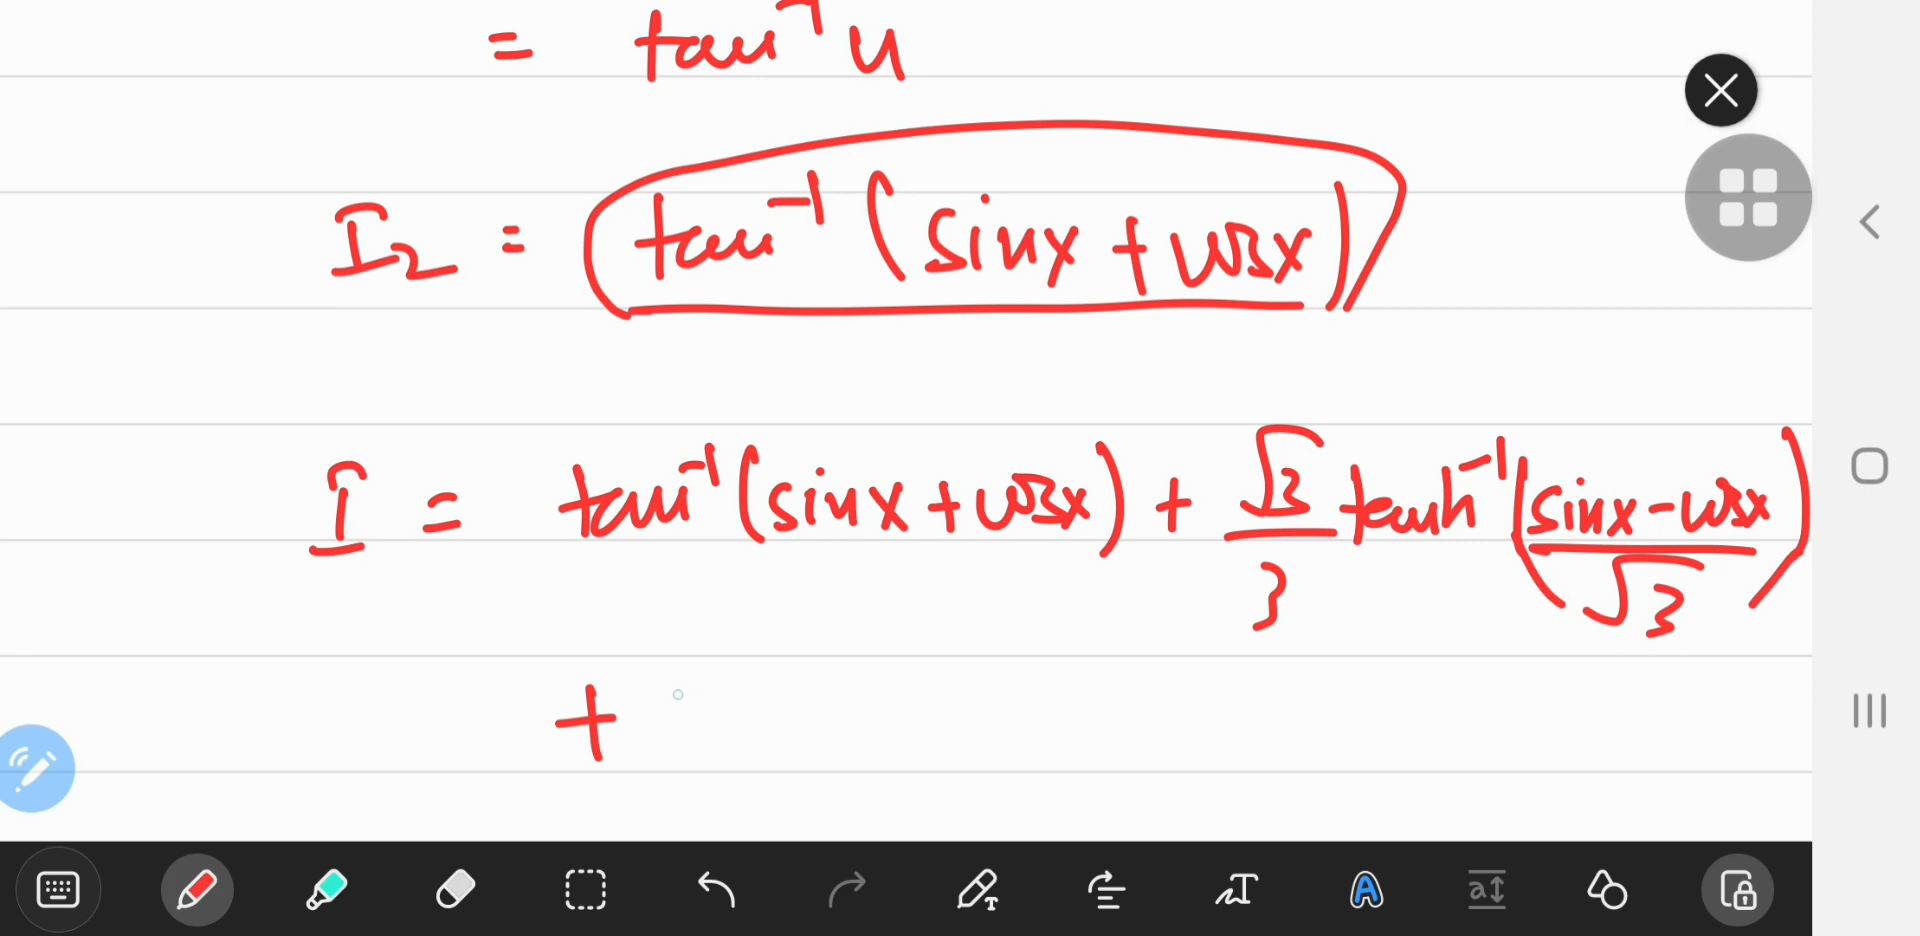 = tan⁻¹ u
I₂ = tan⁻¹ (sinx + cosx)
I = tan⁻¹ (sinx + cosx) + √3/3 tanh⁻¹ (sinx - cosx / √3)
+